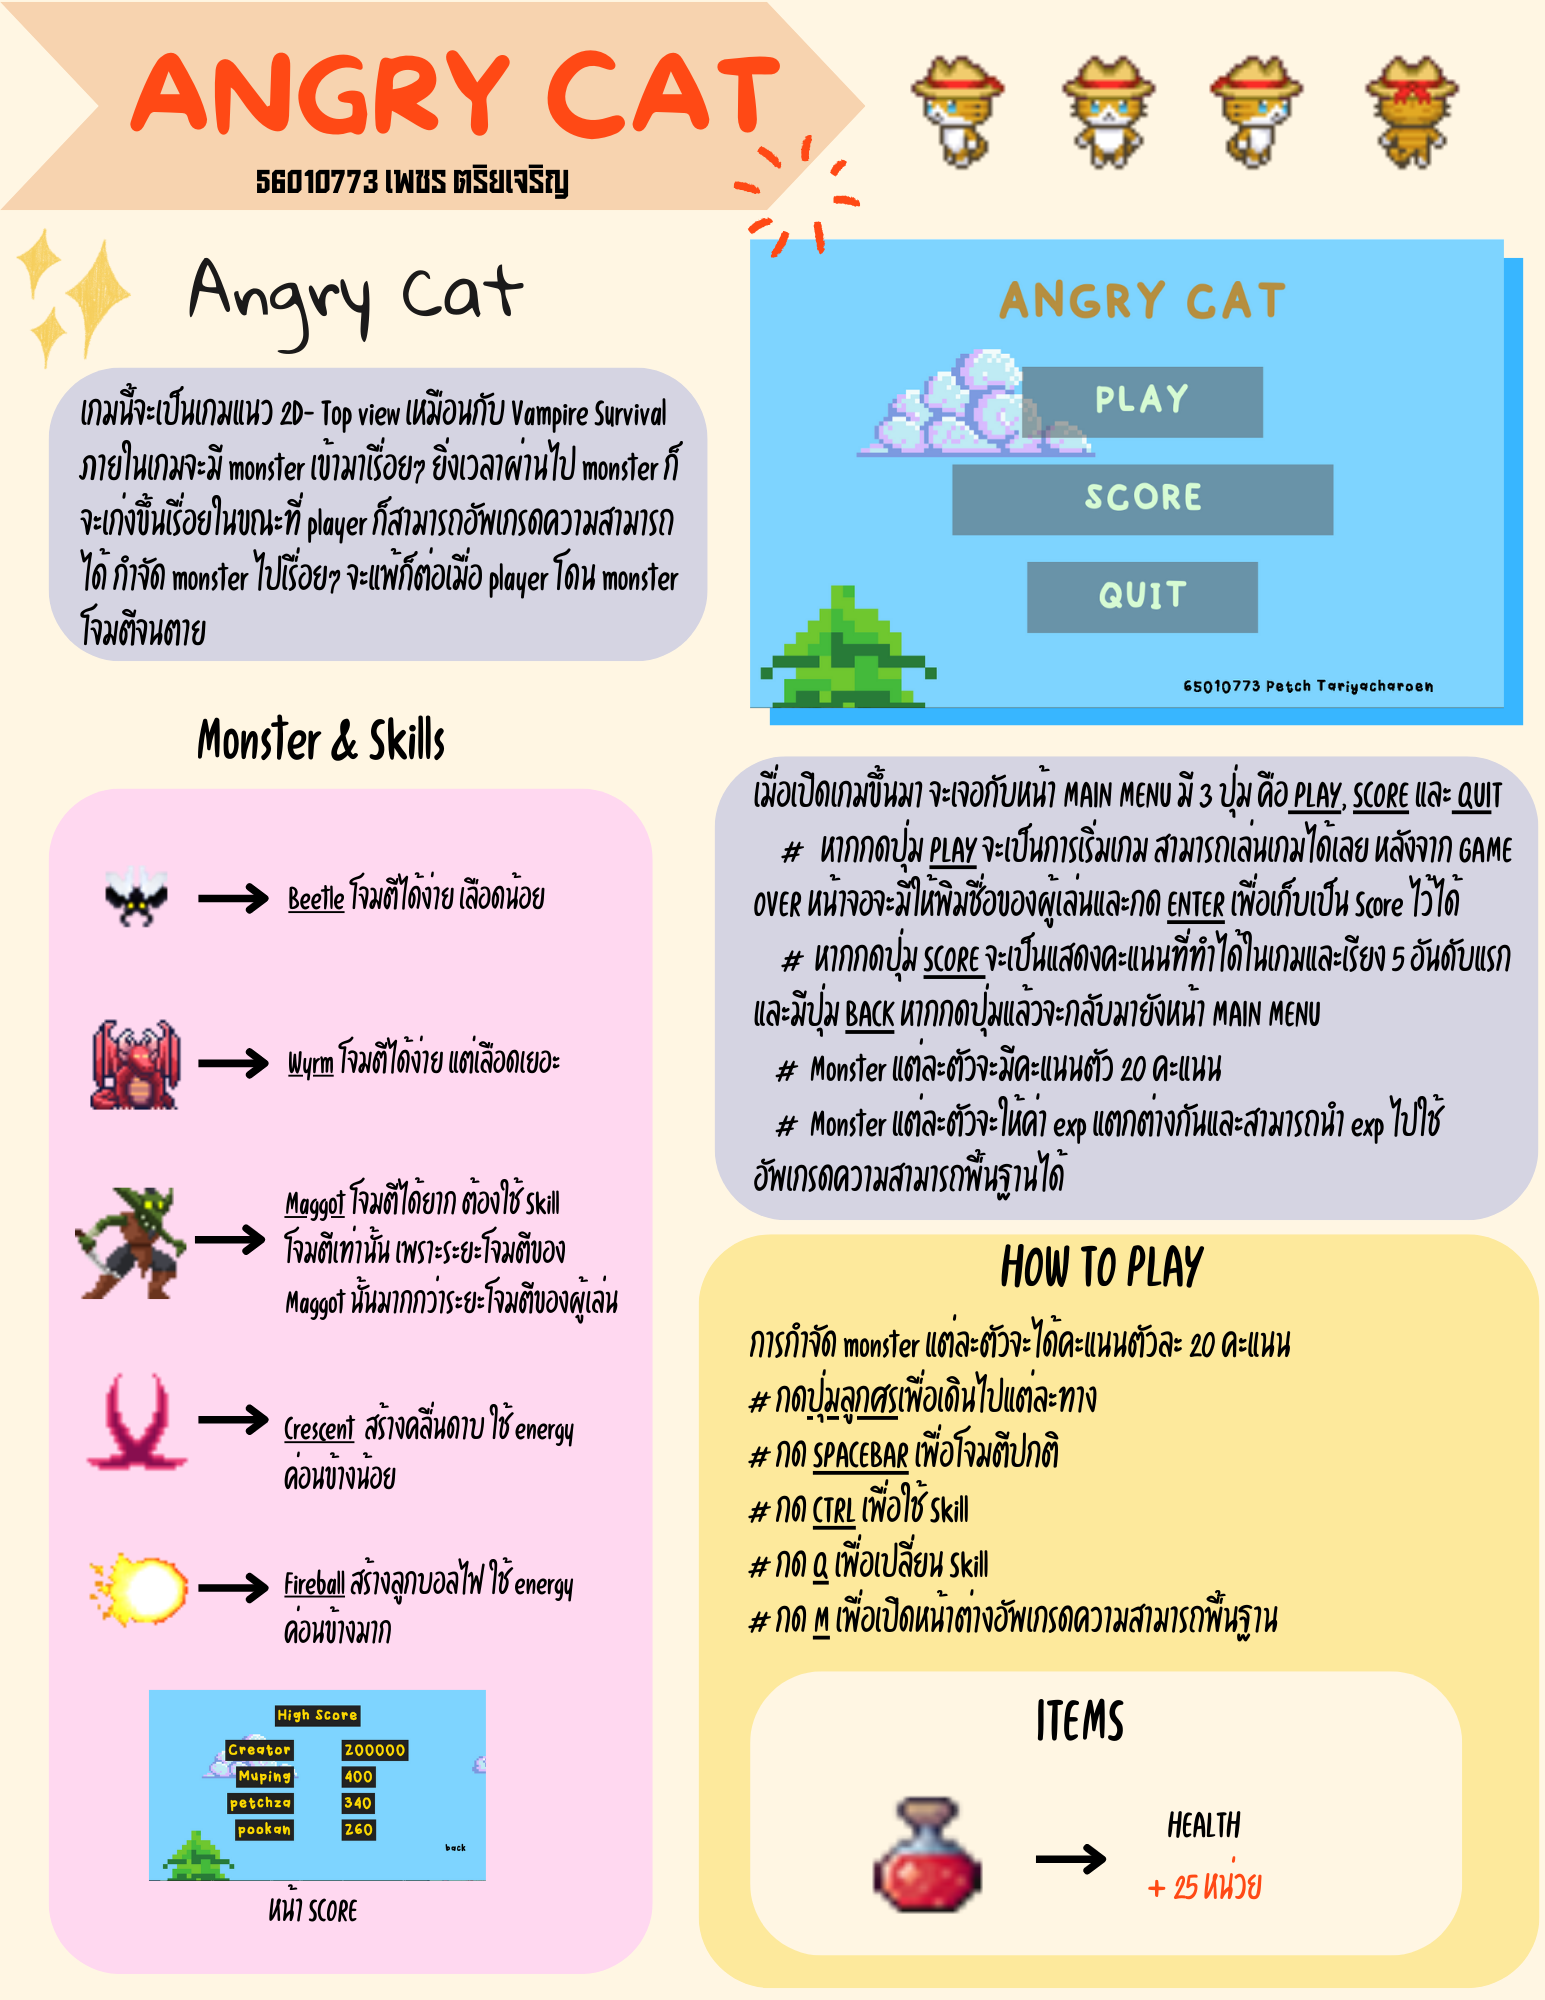 ANGRY CAT
56010773 เพชร ตริยเจริญ
Angry Cat
เกมนี้จะเป็นเกมแนว 2D- Top view เหมือนกับ Vampire Survival
ภายในเกมจะมี monster เข้ามาเรื่อยๆ ยิ่งเวลาผ่านไป monster ก็
จะเก่งขึ้นเรื่อยในขณะที่ player ก็สามารถอัพเกรดความสามารถ
ได้ กำจัด monster ไปเรื่อยๆ จะแพ้ก็ต่อเมื่อ player โดน monster
โจมตีจนตาย
ANGRY CAT
PLAY
SCORE
QUIT
65010773 Petch Tariyacharoen
Monster & Skills
Beetle โจมตีได้ง่าย เลือดน้อย
Wyrm โจมตีได้ง่าย แต่เลือดเยอะ
Maggot โจมตีได้ยาก ต้องใช้ Skill
โจมตีเท่านั้น เพราะระยะโจมตีของ
Maggot นั้นมากกว่าระยะโจมตีของผู้เล่น
Crescent สร้างคลื่นดาบ ใช้ energy
ค่อนข้างน้อย
Fireball สร้างลูกบอลไฟ ใช้ energy
ค่อนข้างมาก
High Score
Creator 200000
Muping 400
petchza 340
pookan 260
back
หน้า SCORE
เมื่อเปิดเกมขึ้นมา จะเจอกับหน้า MAIN MENU มี 3 ปุ่ม คือ PLAY, SCORE และ QUIT
# หากกดปุ่ม PLAY จะเป็นการเริ่มเกม สามารถเล่นเกมได้เลย หลังจาก GAME
OVER หน้าจอจะมีให้พิมชื่อของผู้เล่นและกด ENTER เพื่อเก็บเป็น Score ไว้ได้
# หากกดปุ่ม SCORE จะเป็นแสดงคะแนนที่ทำได้ในเกมและเรียง 5 อันดับแรก
และมีปุ่ม BACK หากกดปุ่มแล้วจะกลับมายังหน้า MAIN MENU
# Monster แต่ละตัวจะมีคะแนนตัว 20 คะแนน
# Monster แต่ละตัวจะให้ค่า exp แตกต่างกันและสามารถนำ exp ไปใช้
อัพเกรดความสามารถพื้นฐานได้
HOW TO PLAY
การกำจัด monster แต่ละตัวจะได้คะแนนตัวละ 20 คะแนน
# กดปุ่มลูกศรเพื่อเดินไปแต่ละทาง
# กด SPACEBAR เพื่อโจมตีปกติ
# กด CTRL เพื่อใช้ Skill
# กด Q เพื่อเปลี่ยน Skill
# กด M เพื่อเปิดหน้าต่างอัพเกรดความสามารถพื้นฐาน
ITEMS
HEALTH
+ 25 หน่วย